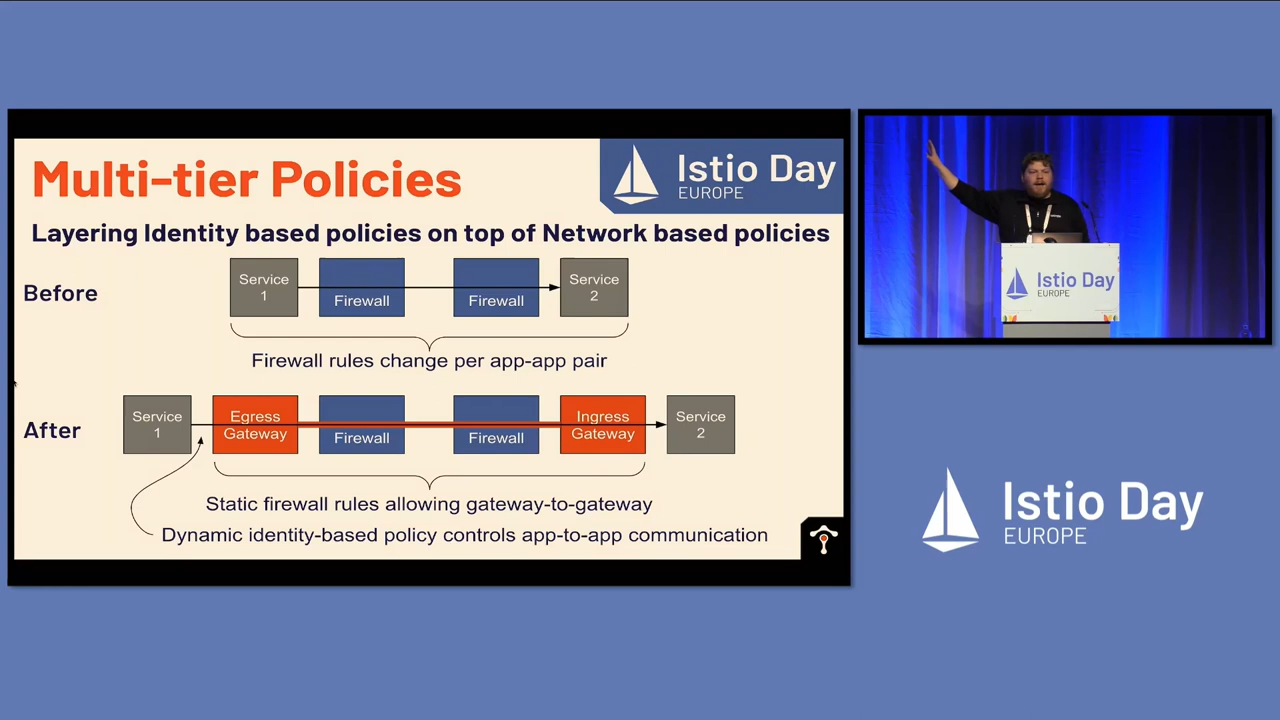 Multi-tier Policies
Istio Day
EUROPE
Layering Identity based policies on top of Network based policies
Before
Service
1
Firewall
Firewall
Service
2
Firewall rules change per app-app pair
After
Service
1
Egress
Gateway
Firewall
Firewall
Ingress
Gateway
Service
2
Static firewall rules allowing gateway-to-gateway
Dynamic identity-based policy controls app-to-app communication
Istio Day
EUROPE
Istio Day
EUROPE